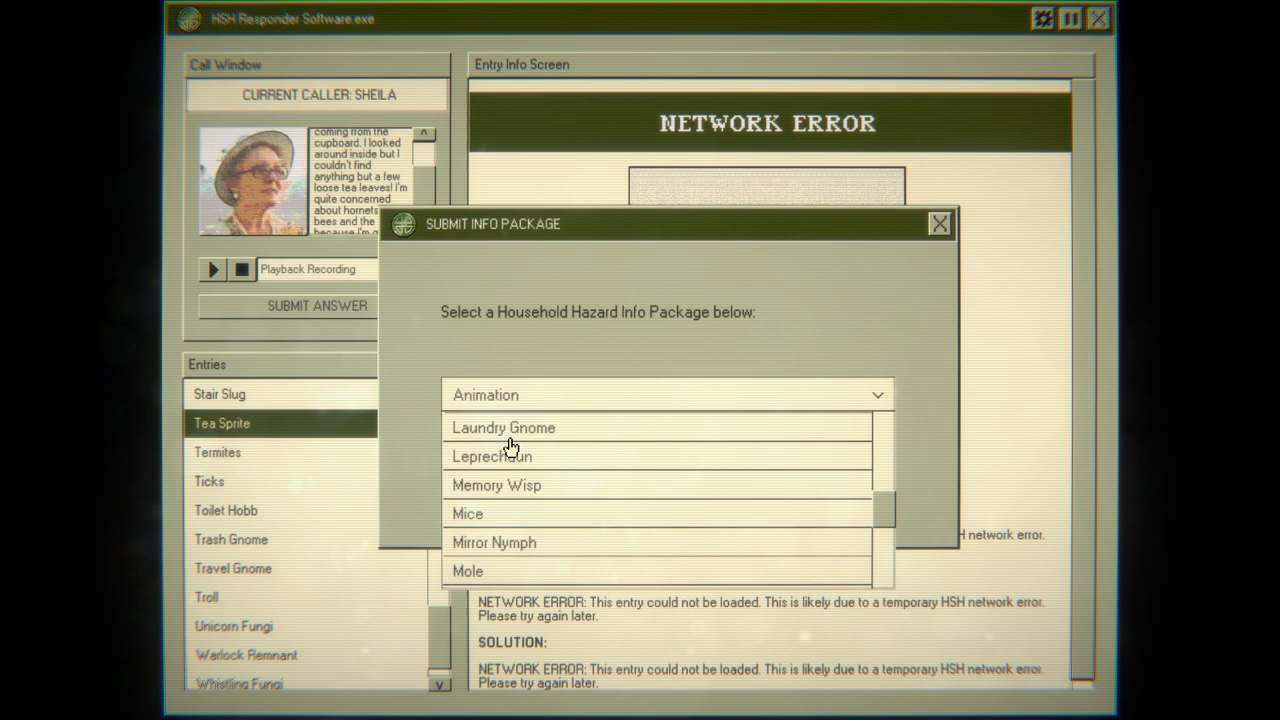 HSH Responder Software.exe
Call Window
CURRENT CALLER: SHEILA
coming from the
cupboard. I looked
around inside but I
couldn't find
anything but a few
loose tea leaves! I'm
quite concerned
about hornets
bees and the
because I'm
Playback Recording
SUBMIT ANSWER
Entries
Stair Slug
Tea Sprite
Termites
Ticks
Toilet Hobb
Trash Gnome
Travel Gnome
Troll
Unicorn Fungi
Warlock Remnant
Whistling Fungi
Entry Info Screen
NETWORK ERROR
SUBMIT INFO PACKAGE
Select a Household Hazard Info Package below:
Animation
Laundry Gnome
Leprechaun
Memory Wisp
Mice
Mirror Nymph
Mole
network error.
NETWORK ERROR: This entry could not be loaded. This is likely due to a temporary HSH network error.
Please try again later.
SOLUTION:
NETWORK ERROR: This entry could not be loaded. This is likely due to a temporary HSH network error.
Please try again later.